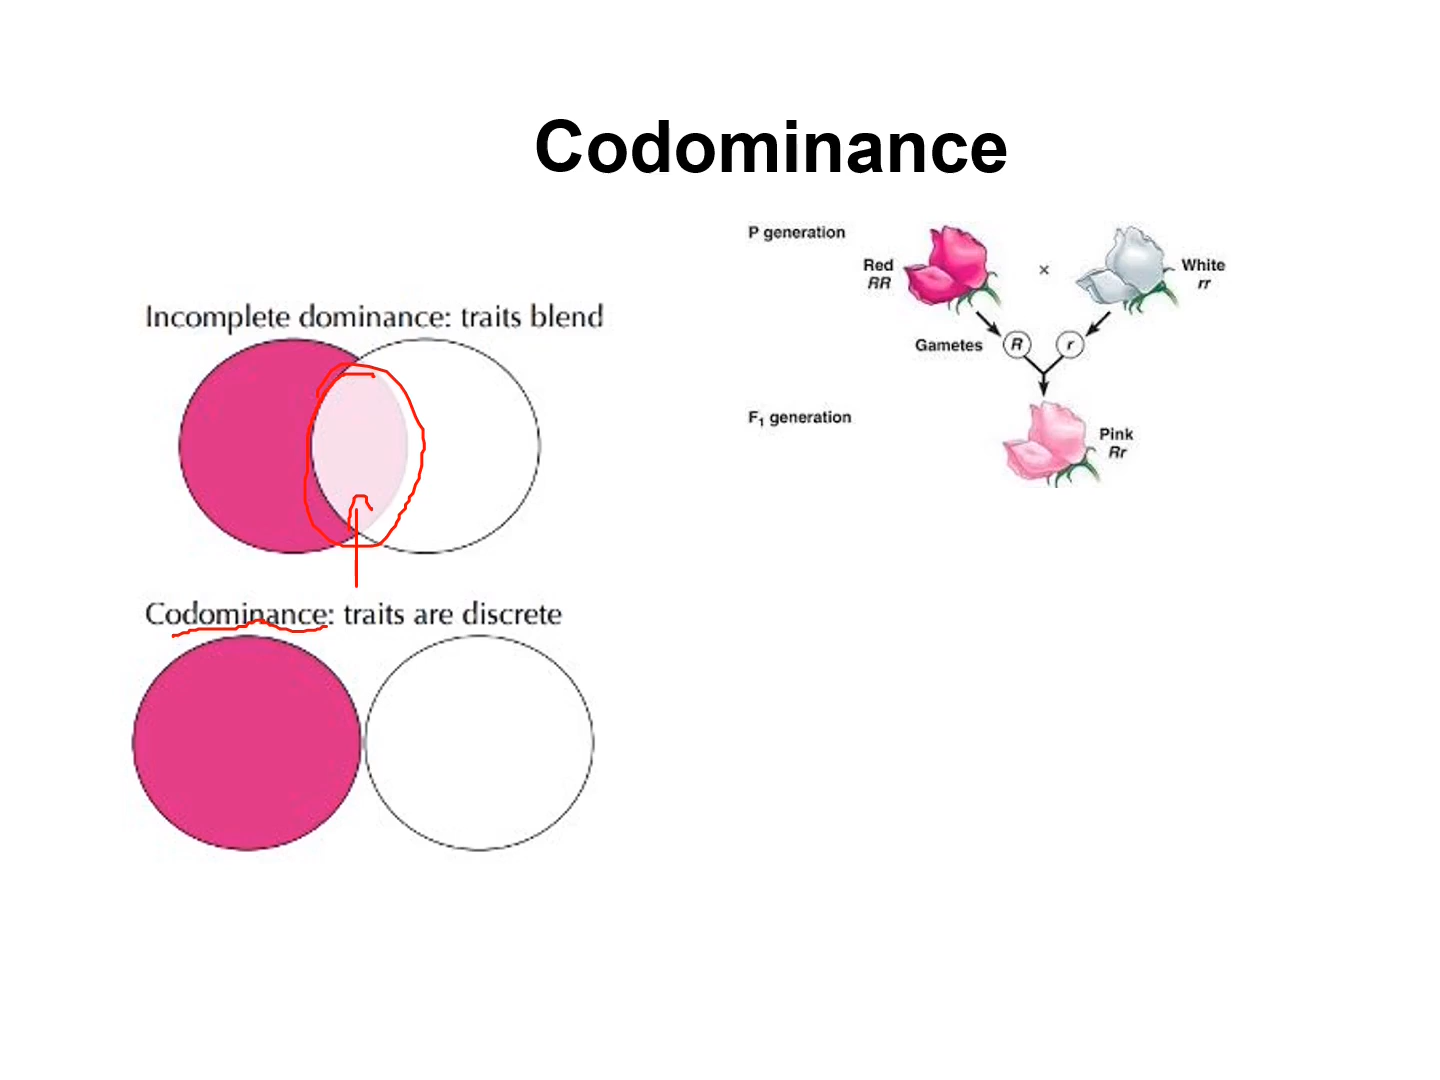 Codominance
Incomplete dominance: traits blend
Codominance: traits are discrete
P generation
Red
RR
×
White
rr
Gametes
R
r
F1 generation
Pink
Rr